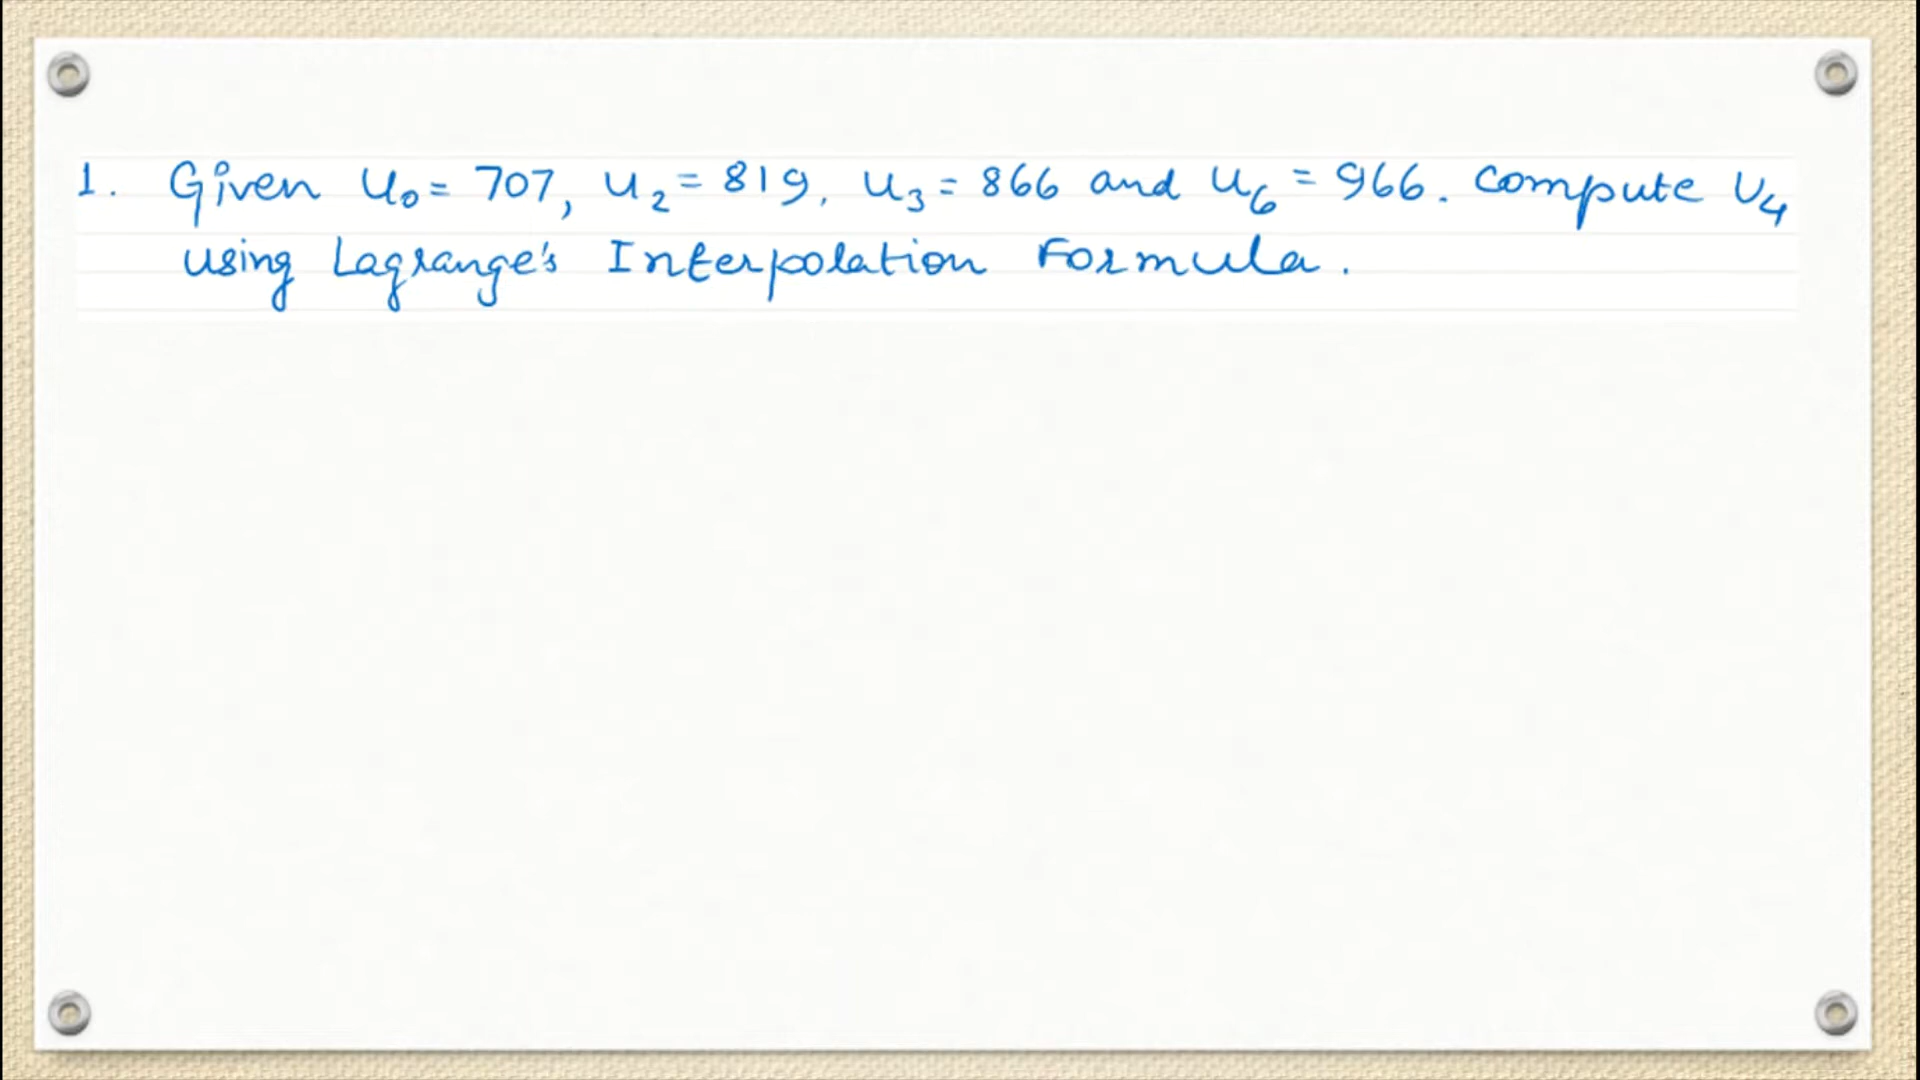 1. Given u₀ = 707, u₂ = 819, u₃ = 866 and u₆ = 966. Compute U₄
using Lagrange's Interpolation Formula.